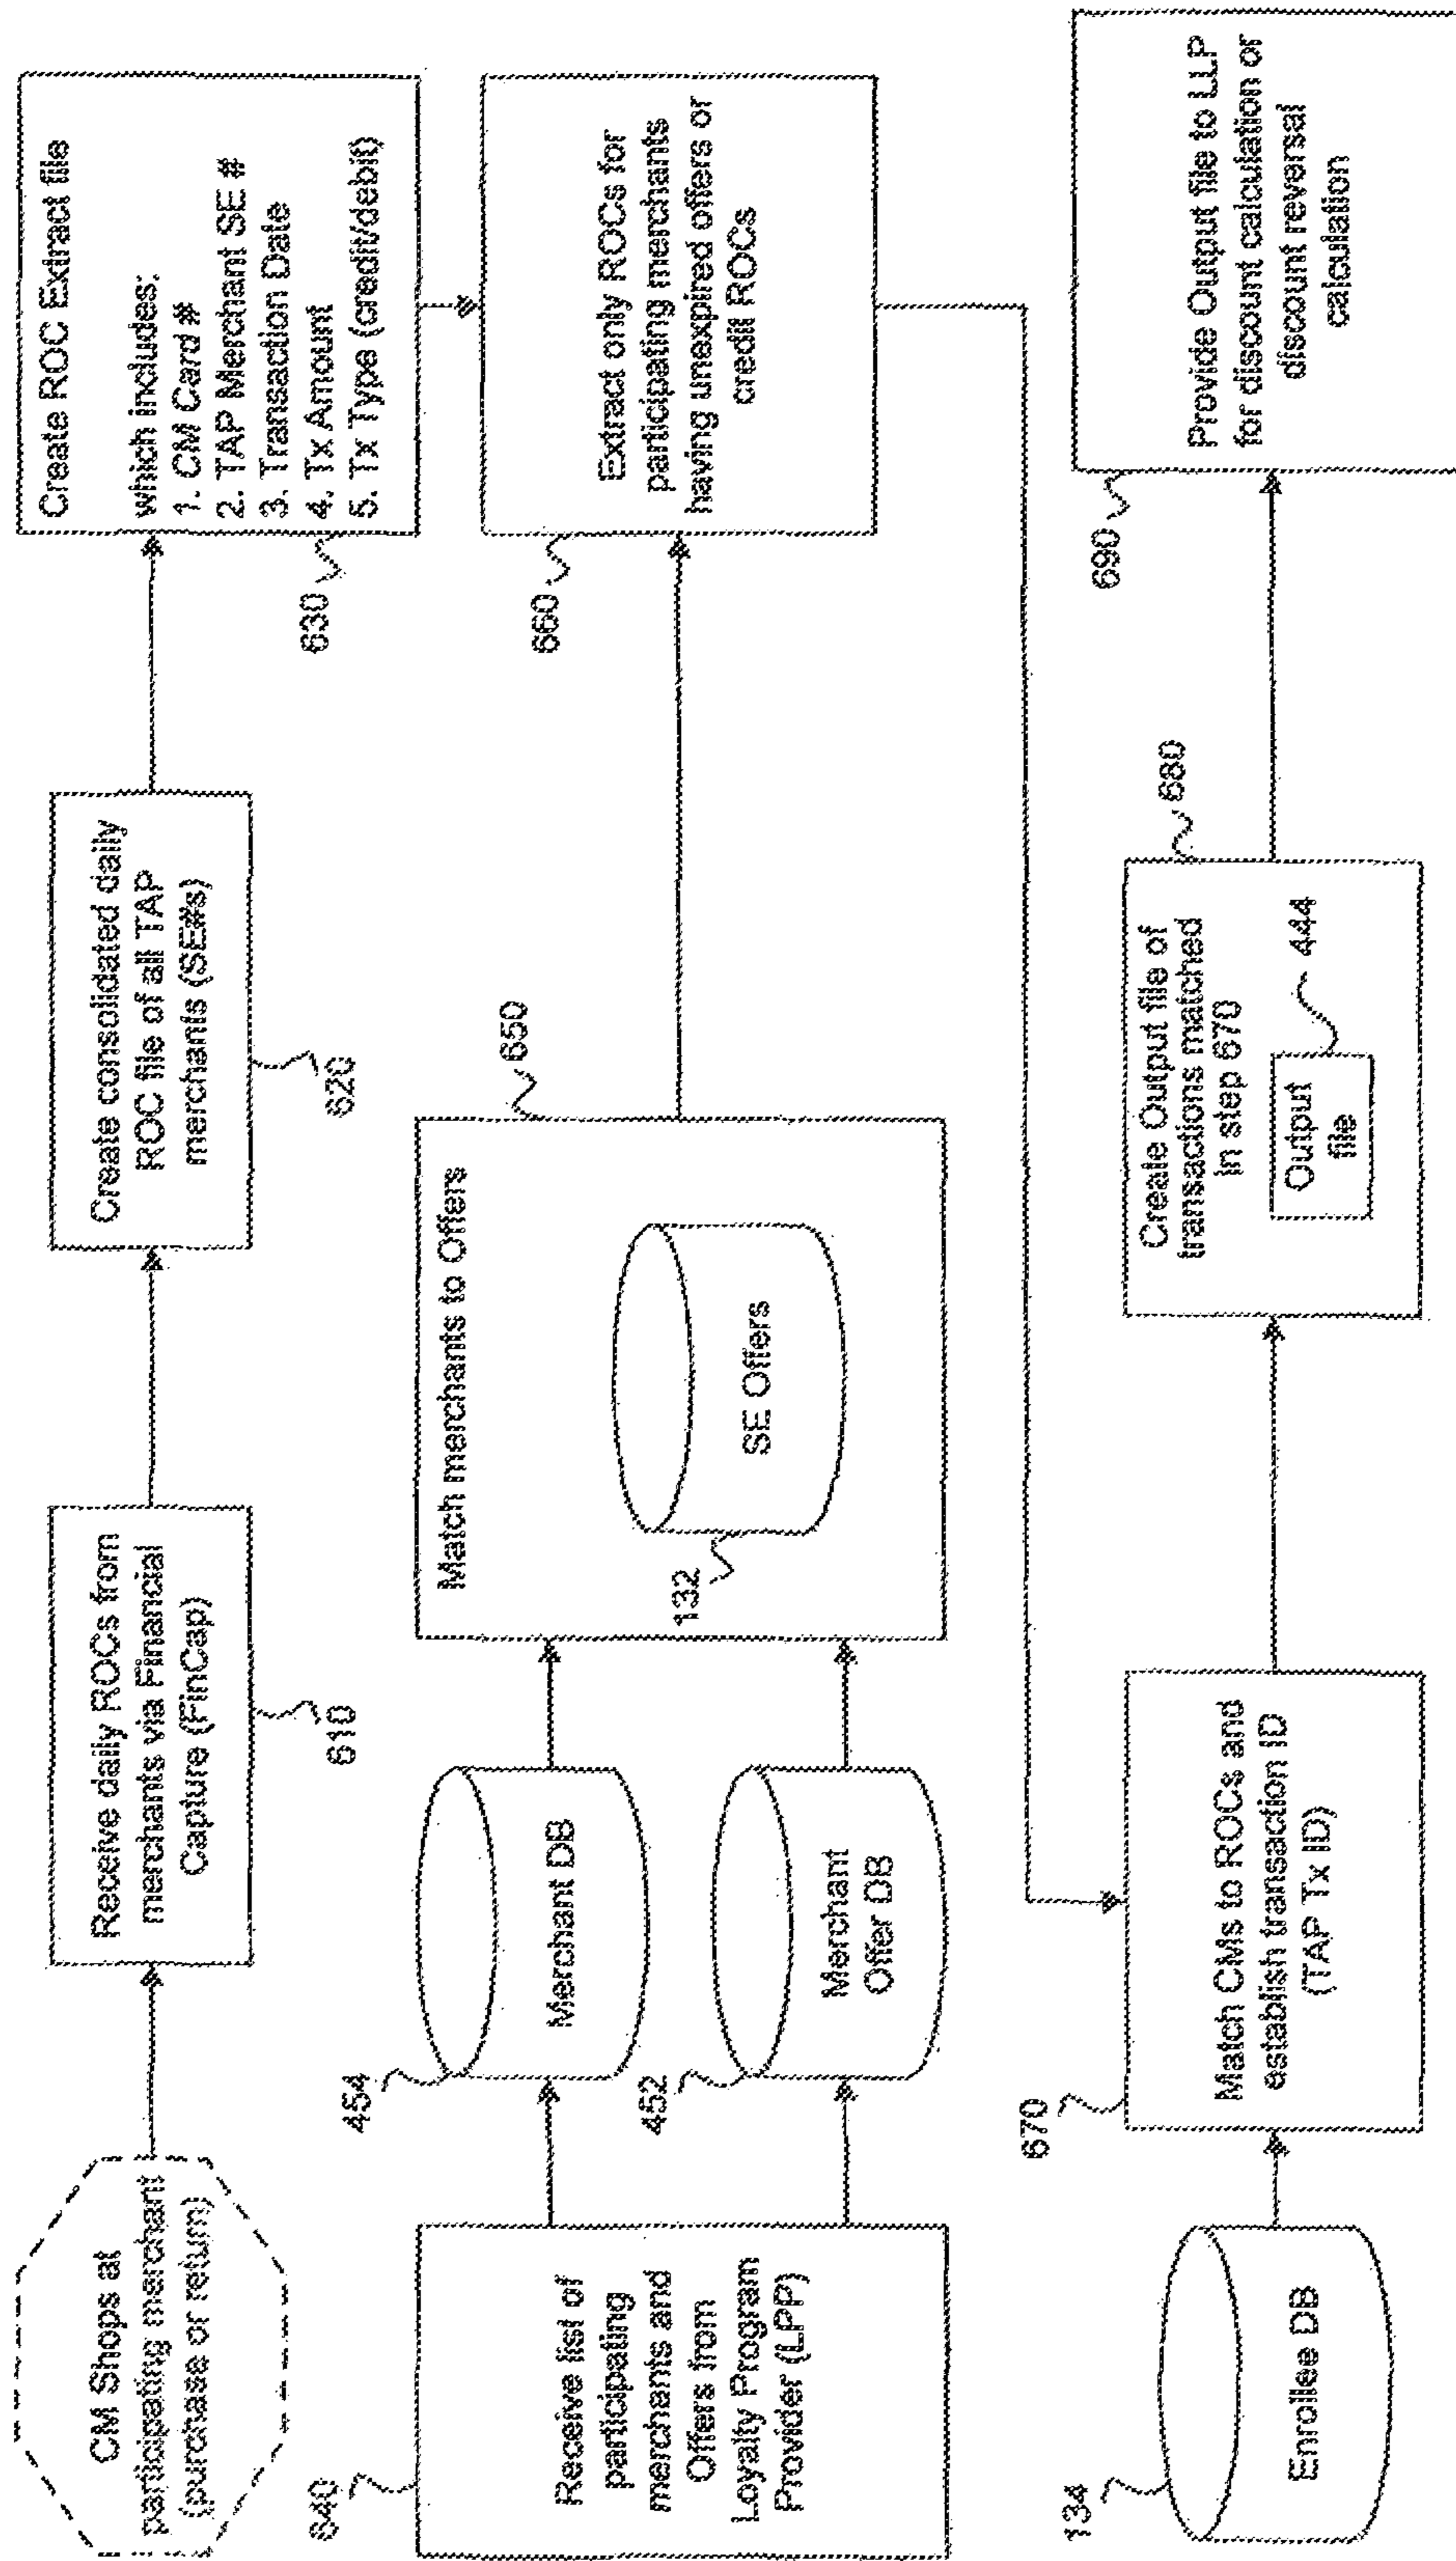 CM Shops at
participating merchant
(purchase or return)
Receive daily ROCs from
merchants via Financial
Capture (FinCap)
610
Create consolidated daily
ROC file of all TAP
merchants (SE#s)
620
Create ROC Extract file
which includes:
1. CM Card #
2. TAP Merchant SE #
3. Transaction Date
4. Tx Amount
5. Tx Type (credit/debit)
630
640
Receive list of
participating
merchants and
Offers from
Loyalty Program
Provider (LPP)
454
Merchant DB
452
Merchant
Offer DB
Match merchants to Offers
650
132
SE Offers
660
Extract only ROCs for
participating merchants
having unexpired offers or
credit ROCs
134
Enrollee DB
670
Match CMs to ROCs and
establish transaction ID
(TAP Tx ID)
680
Create Output file of
transactions matched
in step 670
Output
file
444
690
Provide Output file to LLP
for discount calculation or
discount reversal
calculation